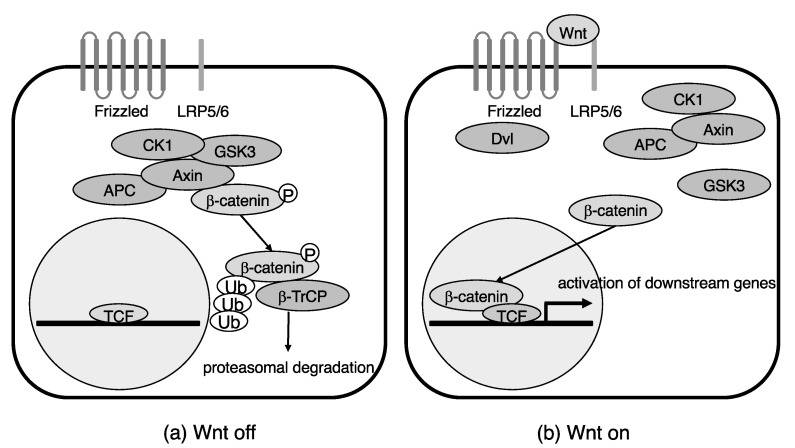 Frizzled
LRP5/6
CK1
GSK3
Axin
APC
β-catenin
P
β-catenin
P
Ub
Ub
Ub
β-TrCP
TCF
proteasomal degradation
(a) Wnt off
Wnt
Frizzled
LRP5/6
CK1
Dvl
Axin
APC
GSK3
β-catenin
activation of downstream genes
β-catenin
TCF
(b) Wnt on